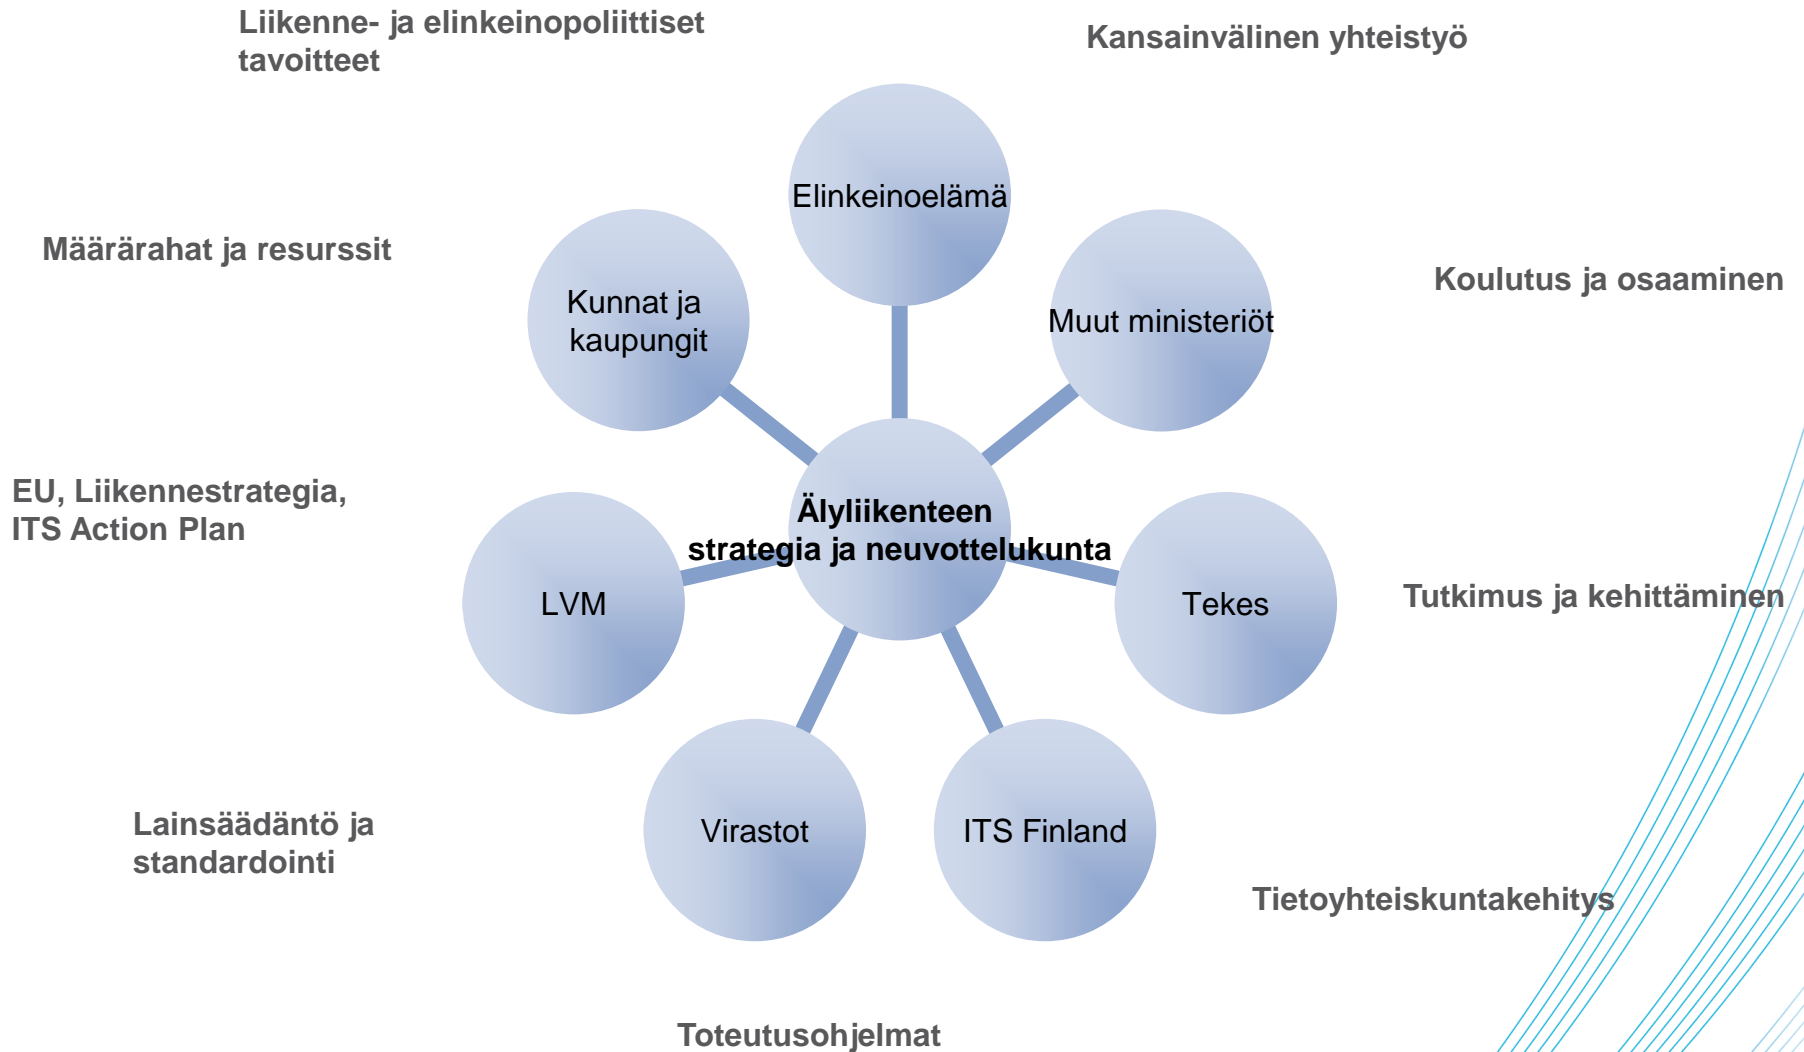 Liikenne- ja elinkeinopoliittiset
tavoitteet
Kansainvälinen yhteistyö
Elinkeinoelämä
Määrärahat ja resurssit
Kunnat ja
kaupungit
Muut ministeriöt
Koulutus ja osaaminen
EU, Liikennestrategia,
ITS Action Plan
Älyliikenteen
strategia ja neuvottelukunta
LVM
Tekes
Tutkimus ja kehittäminen
Lainsäädäntö ja
standardointi
Virastot
ITS Finland
Tietoyhteiskuntakehitys
Toteutusohjelmat